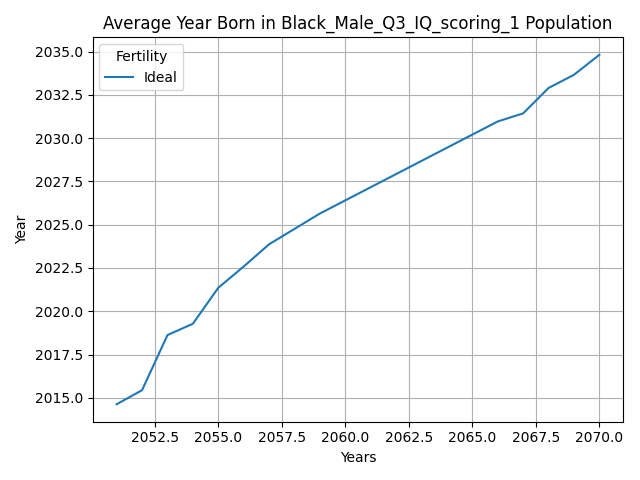 Average Year Born in Black_Male_Q3_IQ_scoring_1 Population
Fertility
Ideal
2035.0
2032.5
2030.0
2027.5
2025.0
2022.5
2020.0
2017.5
2015.0
Year
2052.5 2055.0 2057.5 2060.0 2062.5 2065.0 2067.5 2070.0
Years